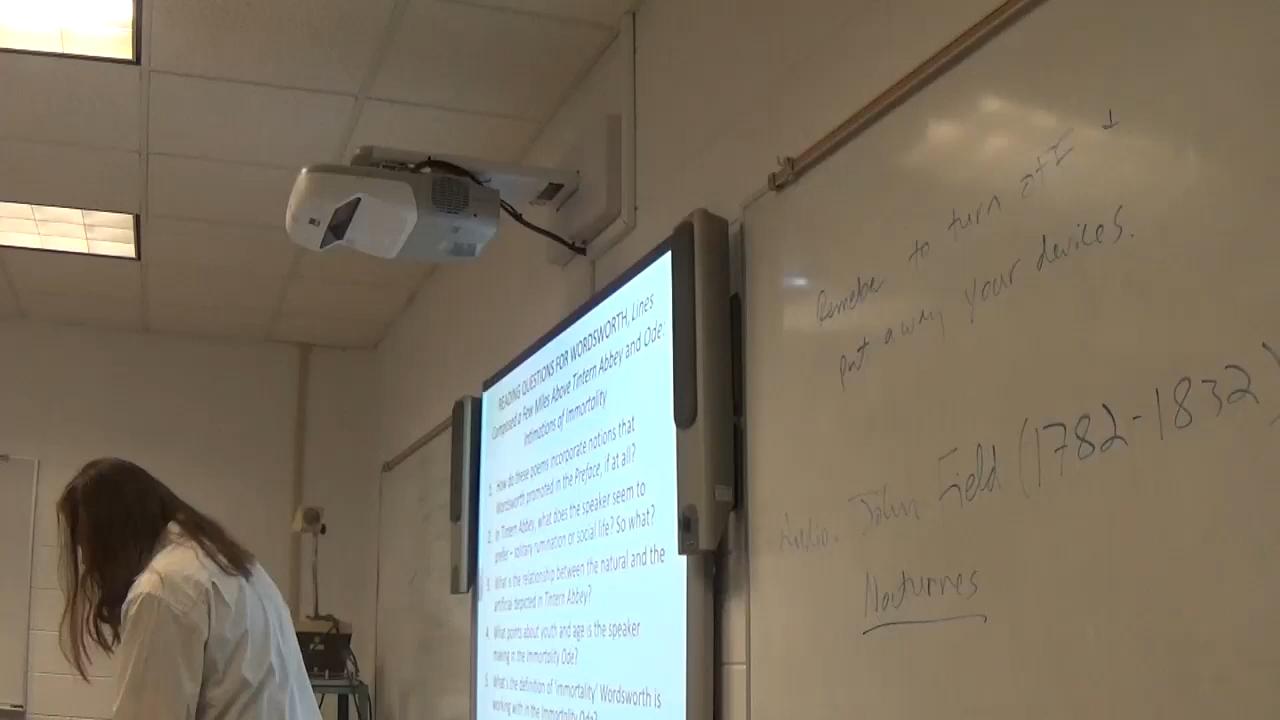 READING QUESTIONS FOR WORDSWORTH, Lines
Composed a Few Miles Above Tintern Abbey and Ode:
Intimations of Immortality
1. How do these poems incorporate notions that
Wordsworth promoted in the Preface, if at all?
2. In Tintern Abbey, what does the speaker seem to
prefer – solitary rumination or social life? So what?
3. What is the relationship between the natural and the
artificial depicted in Tintern Abbey?
4. What points about youth and age is the speaker
making in the Immortality Ode?
5. What's the definition of 'immortality' Wordsworth is
working with in the Immortality Ode?
to turn off ↓
put away your devices.
Audio. John Field (1782-1832)
Nocturnes